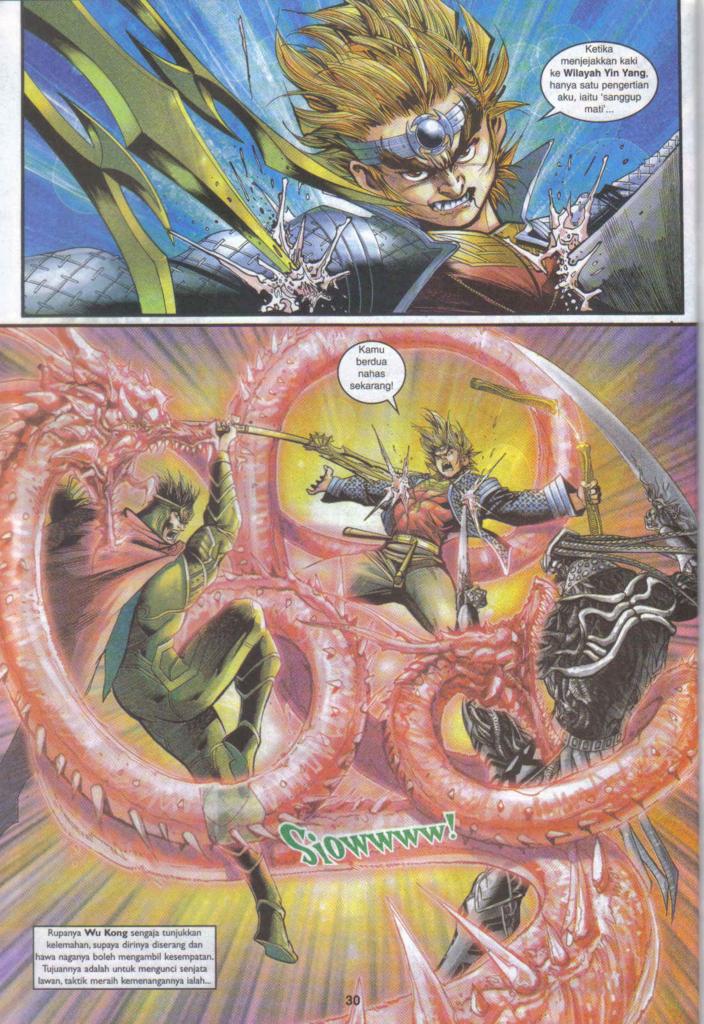 Ketika
menjejakkan kaki
ke Wilayah Yin Yang,
hanya satu pengertian
aku, iaitu 'sanggup
mati'...
Kamu
berdua
nahas
sekarang!
Siowwww!
Rupanya Wu Kong sengaja tunjukkan
kelemahan, supaya dirinya diserang dan
hawa naganya boleh mengambil kesempatan.
Tujuannya adalah untuk mengunci senjata
lawan, taktik meraih kemenangannya ialah...
30